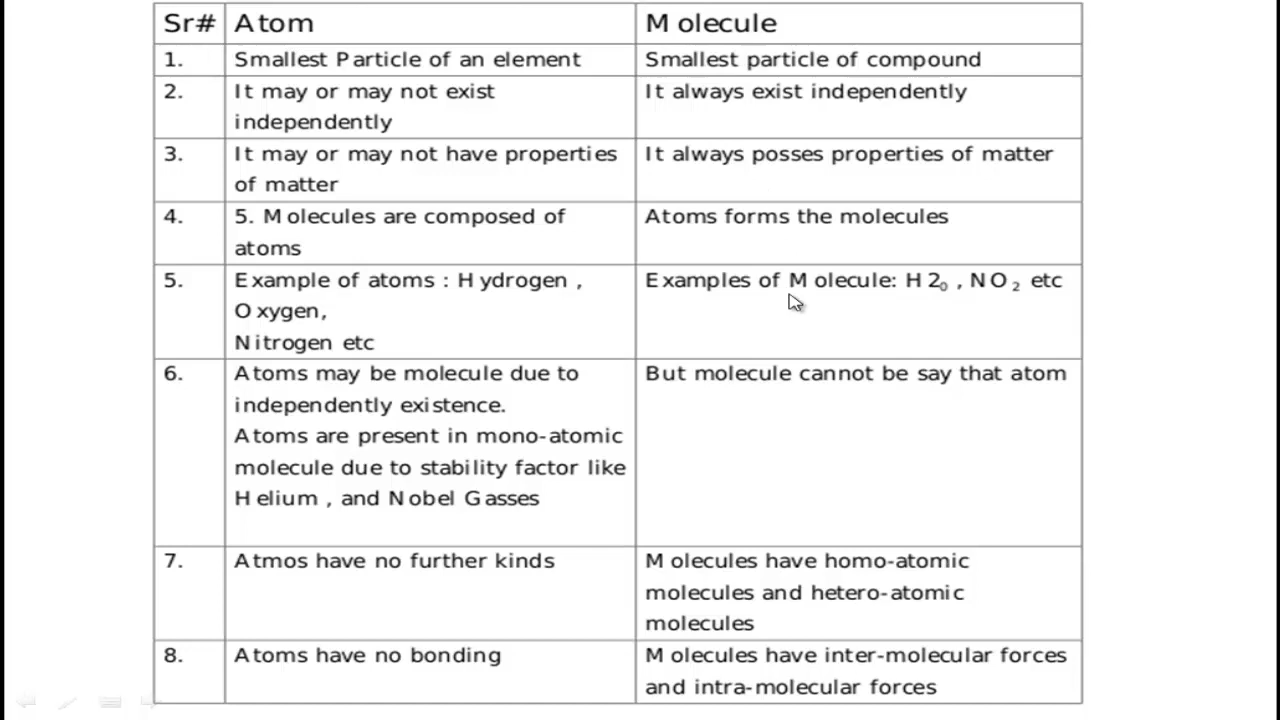 Sr# Atom Molecule
1. Smallest Particle of an element Smallest particle of compound
2. It may or may not exist It always exist independently
independently
3. It may or may not have properties It always posses properties of matter
of matter
4. 5. Molecules are composed of Atoms forms the molecules
atoms
5. Example of atoms : Hydrogen , Examples of Molecule: H2₀ , NO₂ etc
Oxygen,
Nitrogen etc
6. Atoms may be molecule due to But molecule cannot be say that atom
independently existence.
Atoms are present in mono-atomic
molecule due to stability factor like
Helium , and Nobel Gasses
7. Atmos have no further kinds Molecules have homo-atomic
molecules and hetero-atomic
molecules
8. Atoms have no bonding Molecules have inter-molecular forces
and intra-molecular forces